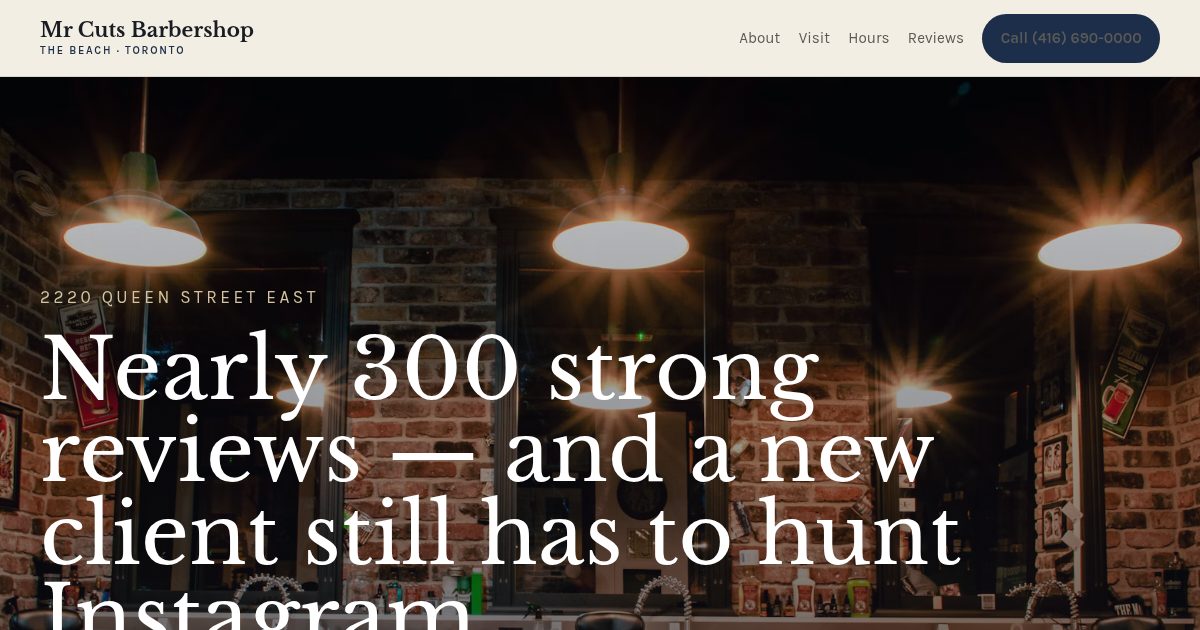 Mr Cuts Barbershop
THE BEACH · TORONTO
About Visit Hours Reviews Call (416) 690-0000
2220 QUEEN STREET EAST
Nearly 300 strong
reviews — and a new
client still has to hunt
Instagram